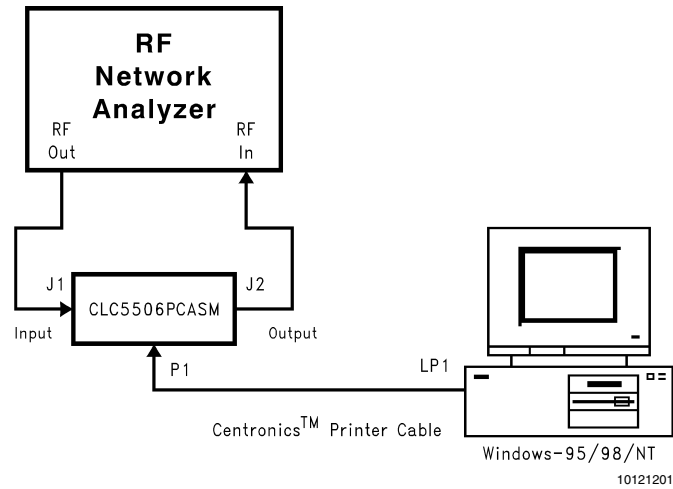 RF
Network
Analyzer
RF
Out
RF
In
J1
J2
CLC5506PCASM
Input
Output
P1
LP1
Centronics™ Printer Cable
Windows-95/98/NT
10121201